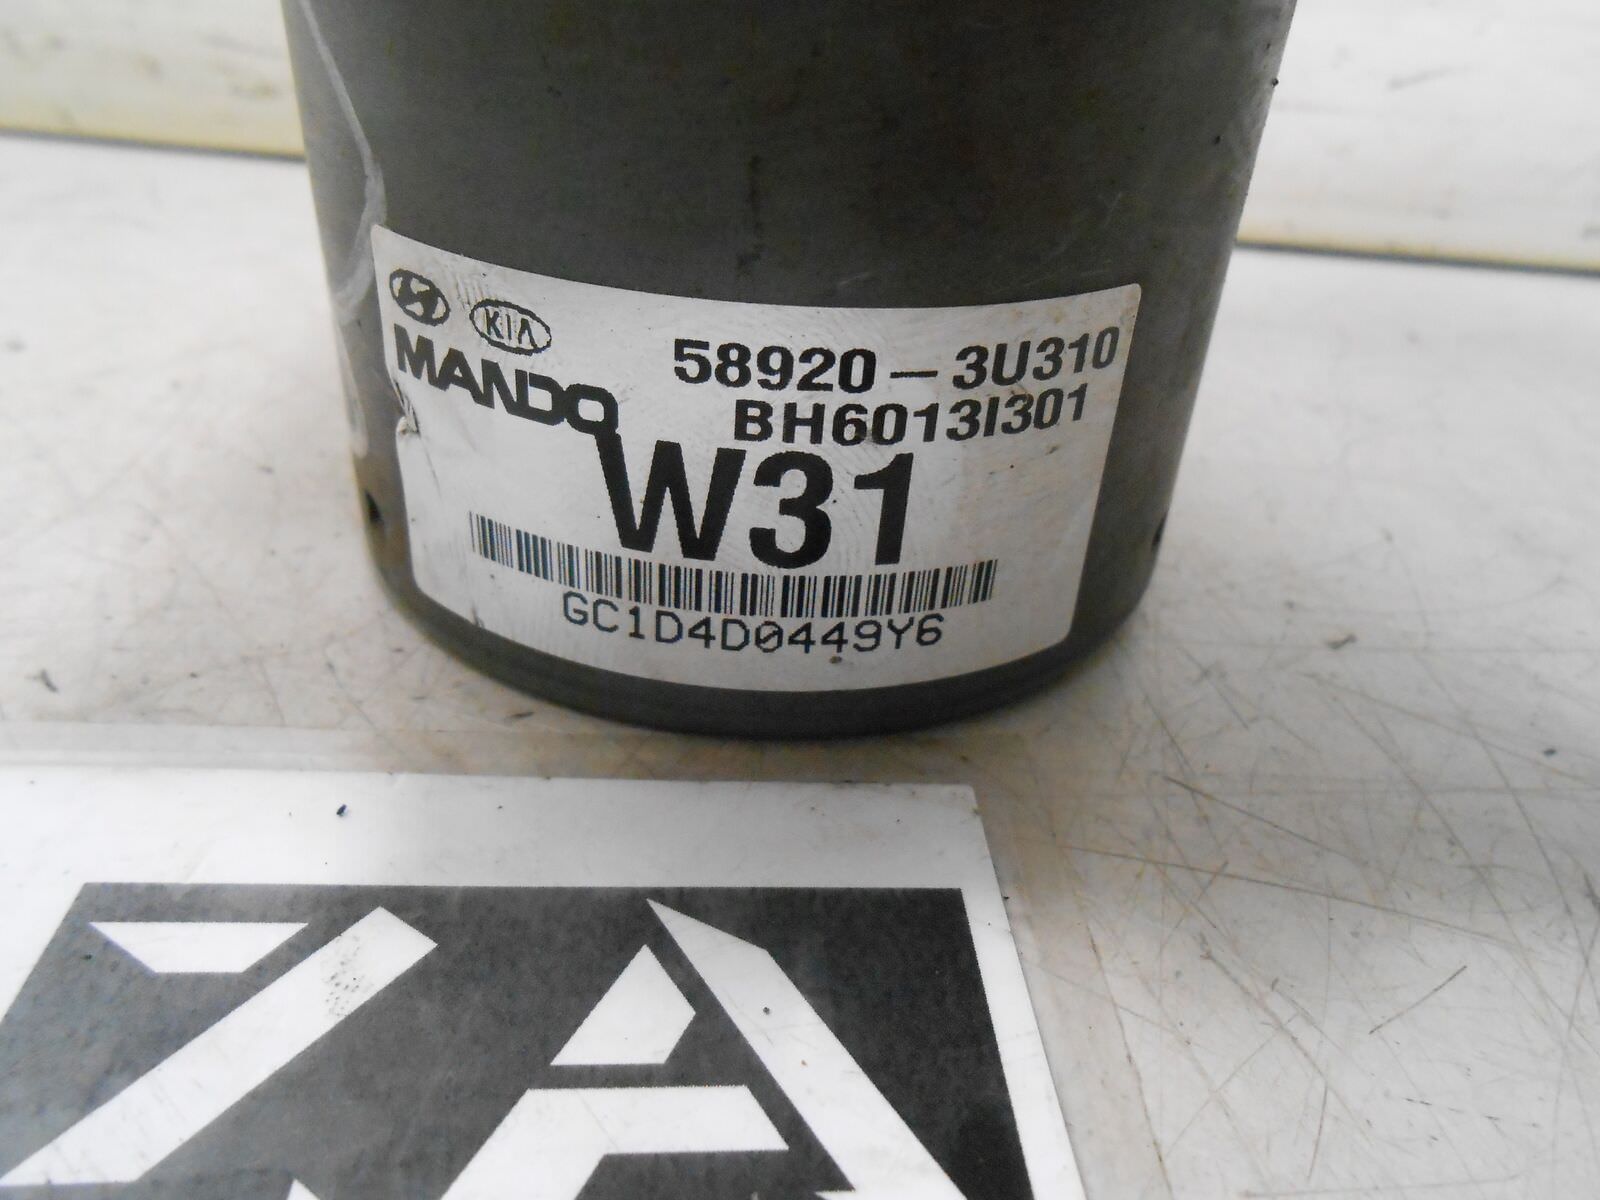 KIA
MANDO
58920-3U310
BH6013I301
W31
GC1D4D0449Y6